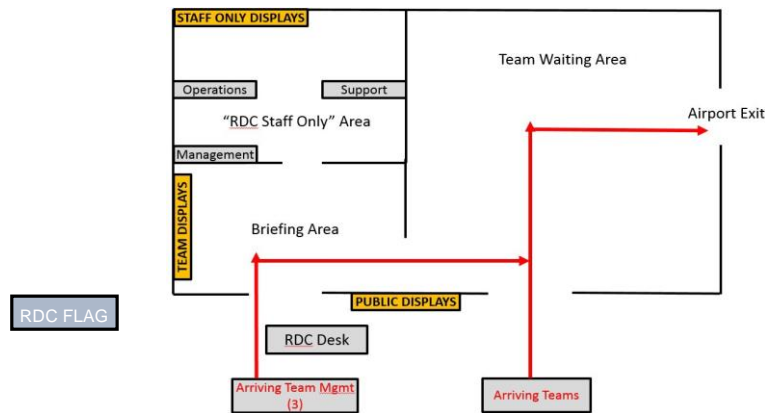 STAFF ONLY DISPLAYS
Team Waiting Area
Operations
Support
Airport Exit
“RDC Staff Only” Area
Management
TEAM DISPLAYS
Briefing Area
PUBLIC DISPLAYS
RDC FLAG
RDC Desk
Arriving Team Mgmt
(3)
Arriving Teams